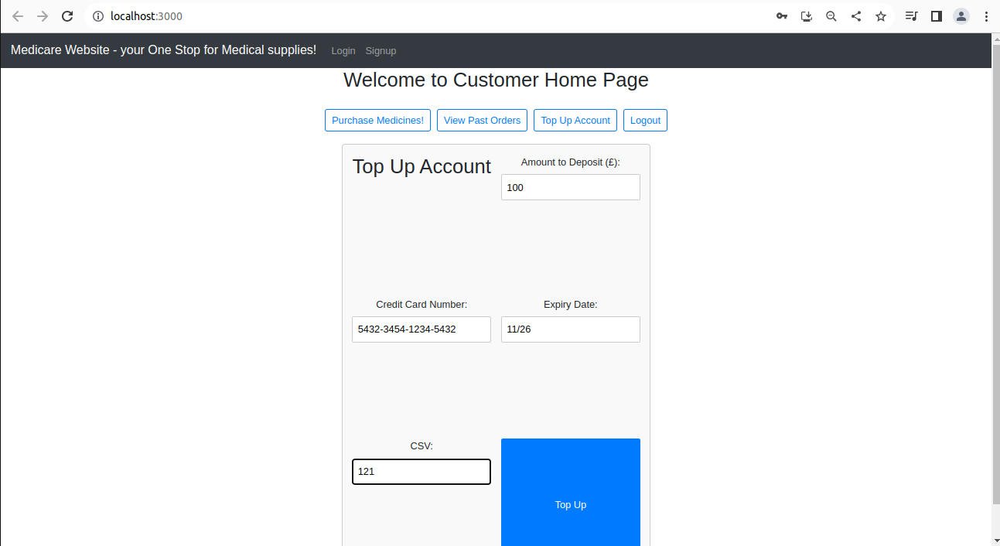 localhost:3000
Medicare Website - your One Stop for Medical supplies! Login Signup
Welcome to Customer Home Page
Purchase Medicines! View Past Orders Top Up Account Logout
Top Up Account
Amount to Deposit (£):
100
Credit Card Number:
5432-3454-1234-5432
Expiry Date:
11/26
CSV:
121
Top Up